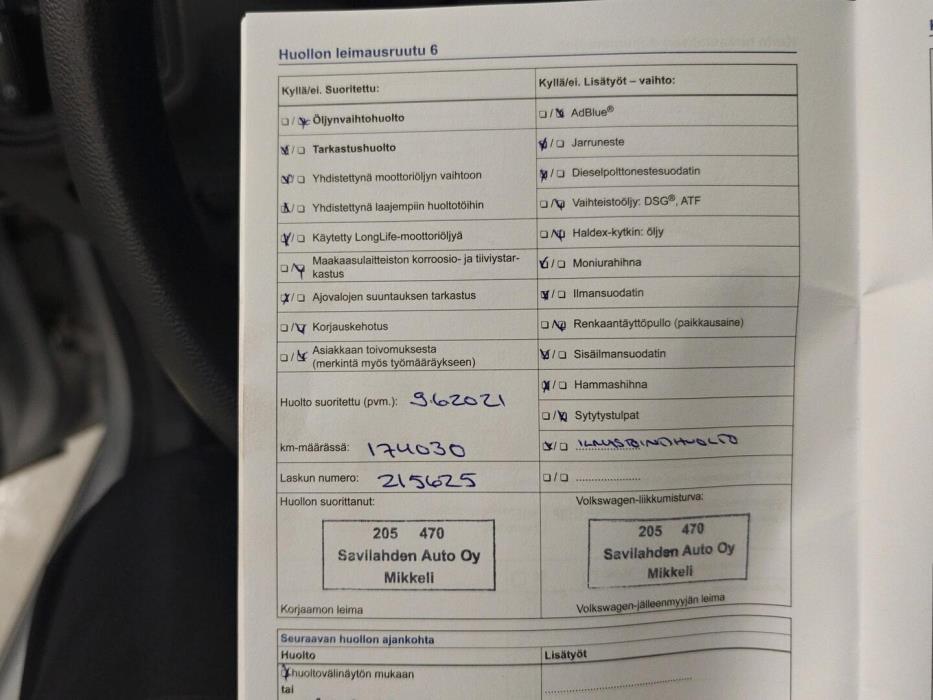 Huollon leimausruutu 6
Kyllä/ei. Suoritettu:
☐/☒ Öljynvaihtohuolto
☒/☐ Tarkastushuolto
☒/☐ Yhdistettynä moottoriöljyn vaihtoon
☒/☐ Yhdistettynä laajempiin huoltotöihin
☒/☐ Käytetty LongLife-moottoriöljyä
☐/☒ Maakaasulaitteiston korroosio- ja tiiviystar-
kastus
☒/☐ Ajovalojen suuntauksen tarkastus
☐/☒ Korjauskehotus
☐/☒ Asiakkaan toivomuksesta
(merkintä myös työmääräykseen)
Huolto suoritettu (pvm.): 9.6.2021
km-määrässä: 174030
Laskun numero: 215625
Huollon suorittanut:
205 470
Savilahden Auto Oy
Mikkeli
Korjaamon leima
Kyllä/ei. Lisätyöt – vaihto:
☐/☒ AdBlue®
☒/☐ Jarruneste
☒/☐ Dieselpolttonestesuodatin
☐/☒ Vaihteistoöljy: DSG®, ATF
☐/☒ Haldex-kytkin: öljy
☒/☐ Moniurahihna
☒/☐ Ilmansuodatin
☐/☒ Renkaantäyttöpullo (paikkausaine)
☒/☐ Sisäilmansuodatin
☒/☐ Hammashihna
☐/☒ Sytytystulpat
☒/☐ ILMASTOINTIHUOLTO
☐/☐ ......................
Volkswagen-liikkumisturva:
205 470
Savilahden Auto Oy
Mikkeli
Volkswagen-jälleenmyyjän leima
Seuraavan huollon ajankohta
Huolto
Lisätyöt
☒ huoltovälinäytön mukaan
tai